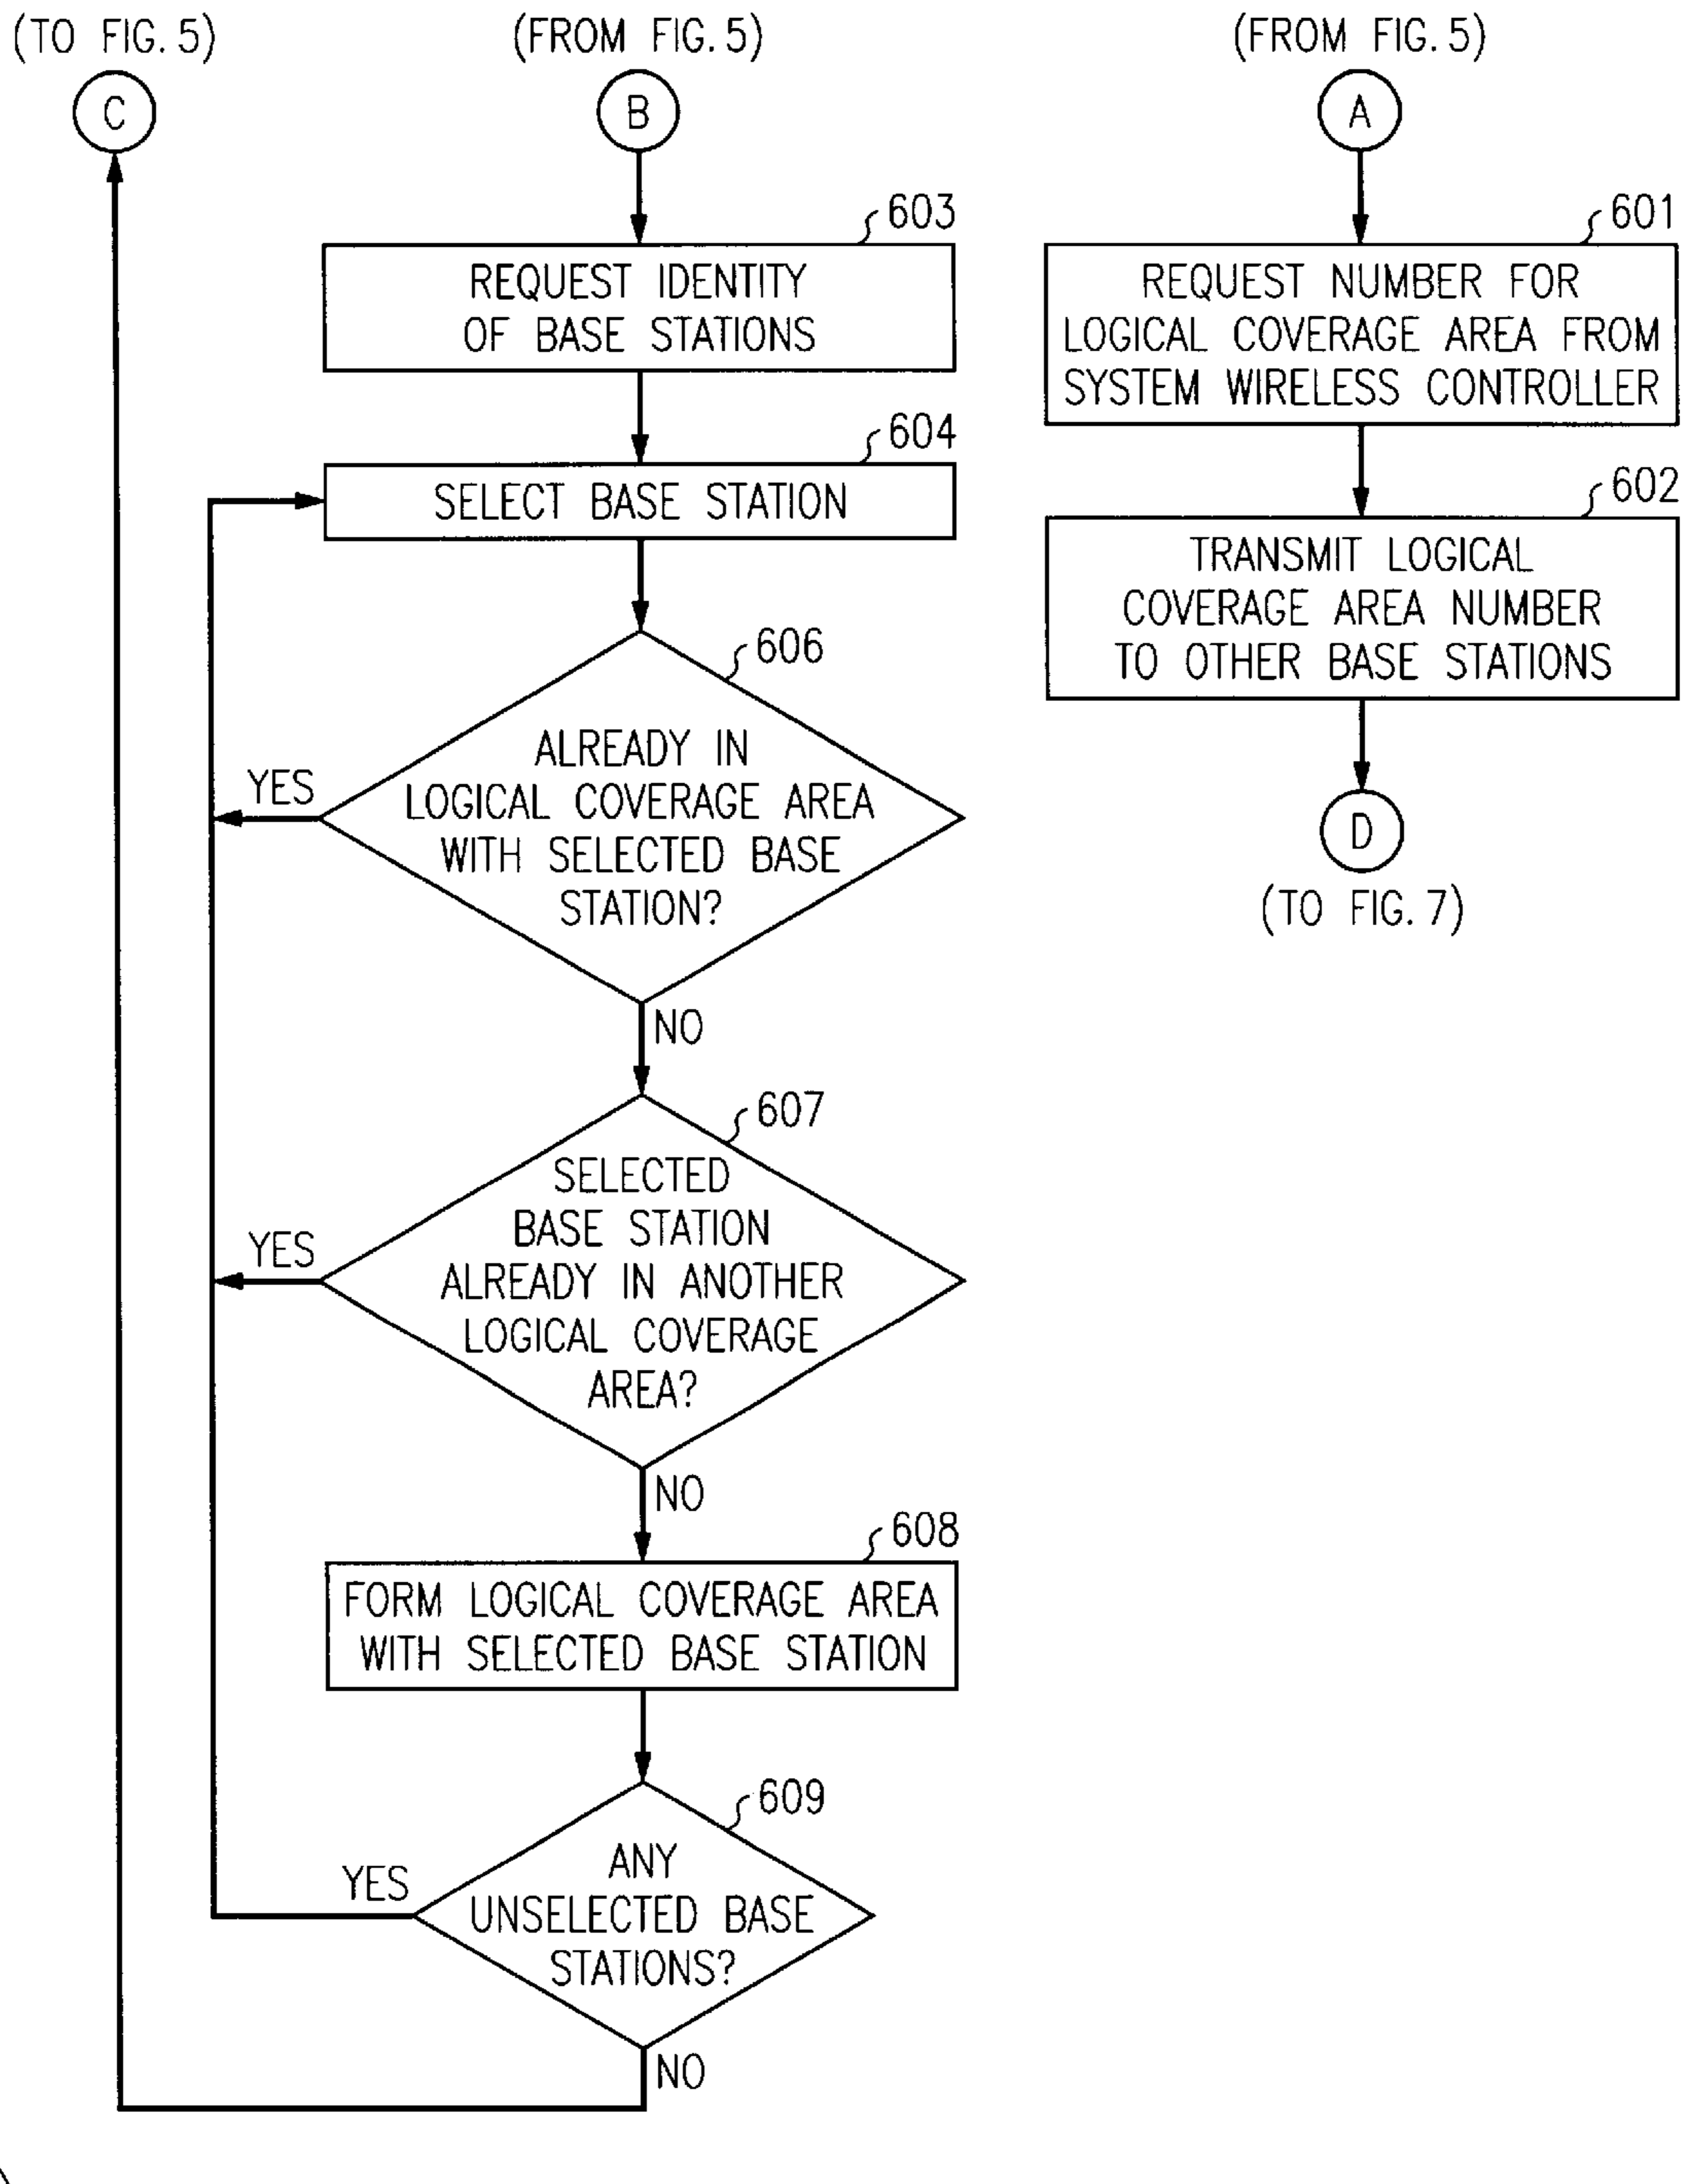 (TO FIG. 5)
C
(FROM FIG. 5)
B
603
REQUEST IDENTITY
OF BASE STATIONS
604
SELECT BASE STATION
606
ALREADY IN
LOGICAL COVERAGE AREA
WITH SELECTED BASE
STATION?
YES
NO
607
SELECTED
BASE STATION
ALREADY IN ANOTHER
LOGICAL COVERAGE
AREA?
YES
NO
608
FORM LOGICAL COVERAGE AREA
WITH SELECTED BASE STATION
609
ANY
UNSELECTED BASE
STATIONS?
YES
NO
(FROM FIG. 5)
A
601
REQUEST NUMBER FOR
LOGICAL COVERAGE AREA FROM
SYSTEM WIRELESS CONTROLLER
602
TRANSMIT LOGICAL
COVERAGE AREA NUMBER
TO OTHER BASE STATIONS
D
(TO FIG. 7)